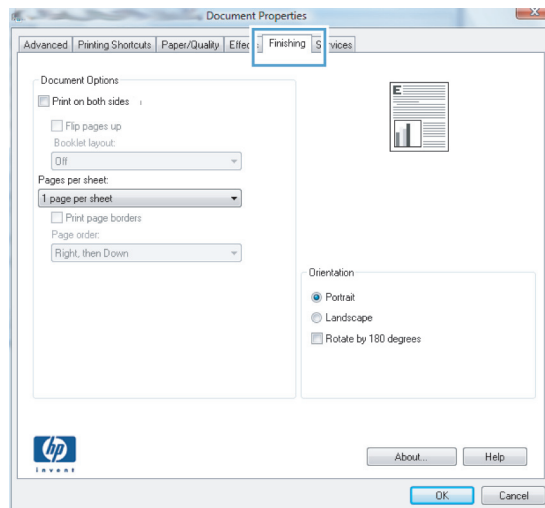 Document Properties
Advanced Printing Shortcuts Paper/Quality Finishing
Document Options
Print on both sides
Flip pages up
Booklet layout:
Off
Pages per sheet:
1 page per sheet
Print page borders
Page order:
Right, then Down
E
Orientation
Portrait
Landscape
Rotate by 180 degrees
hp
invent
About...
Help
OK
Cancel